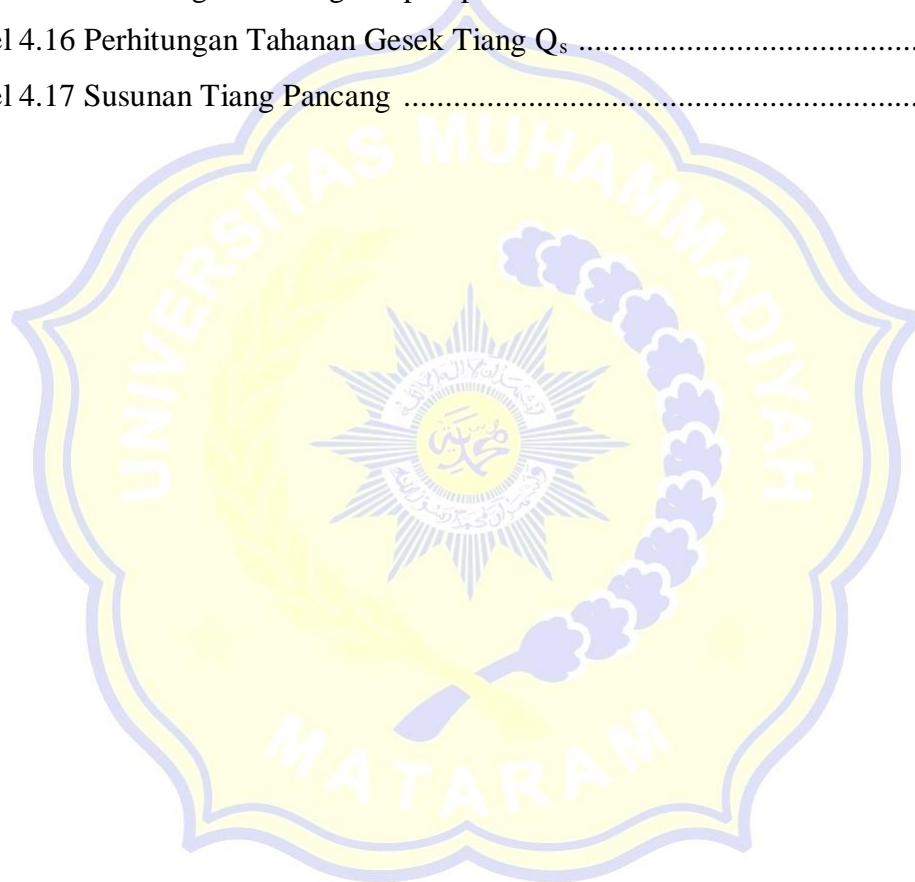 el 4.16 Perhitungan Tahanan Gesek Tiang Qₛ ..........................................
el 4.17 Susunan Tiang Pancang ................................................................
UNIVERSITAS MUHAMMADIYAH
MATARAM